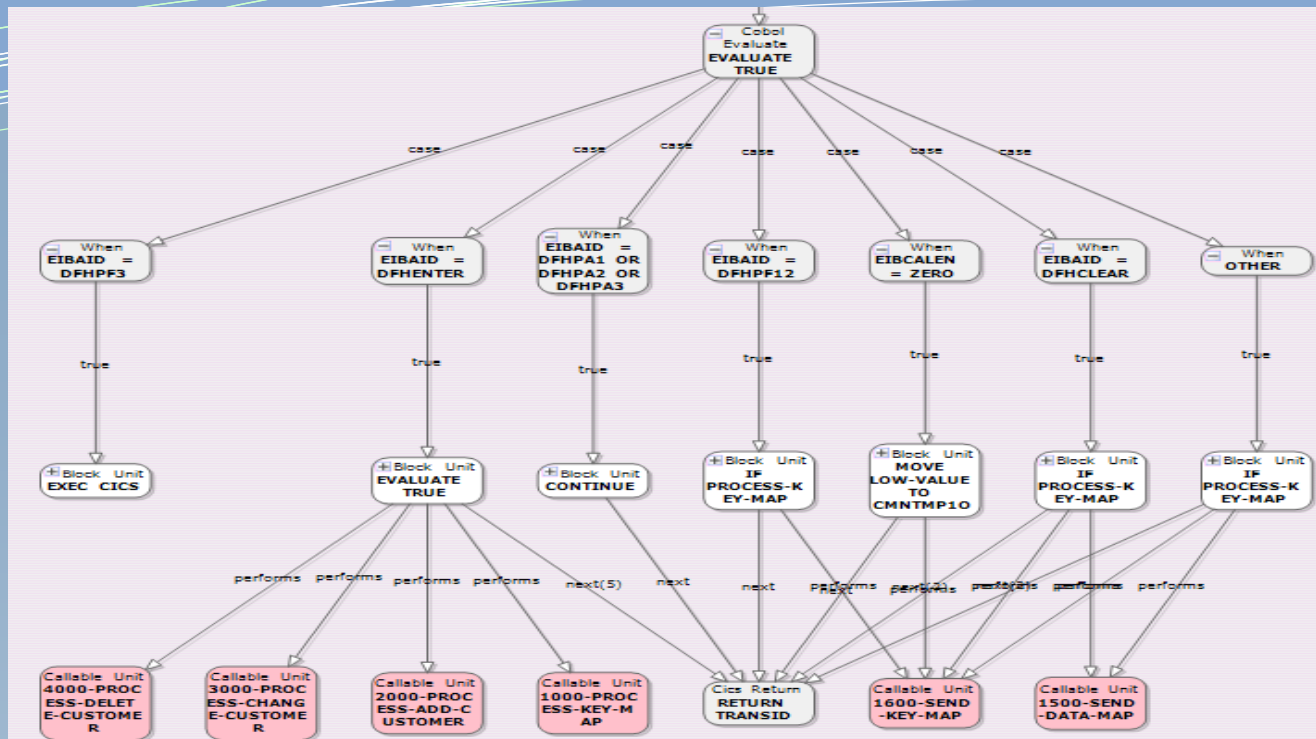 Cobol
Evaluate
EVALUATE
TRUE
case
case
case
case
case
case
case
When
EIBAID =
DFHPF3
When
EIBAID =
DFHENTER
When
EIBAID =
DFHPA1 OR
DFHPA2 OR
DFHPA3
When
EIBAID =
DFHPF12
When
EIBCALEN
= ZERO
When
EIBAID =
DFHCLEAR
When
OTHER
true
true
true
true
true
true
true
Block Unit
EXEC CICS
Block Unit
EVALUATE
TRUE
Block Unit
CONTINUE
Block Unit
IF
PROCESS-K
EY-MAP
Block Unit
MOVE
LOW-VALUE
TO
CMNTMP1O
Block Unit
IF
PROCESS-K
EY-MAP
Block Unit
IF
PROCESS-K
EY-MAP
performs
performs
performs
performs
next(5)
next
next
performs
next
performs
performs
performs
Callable Unit
4000-PROC
ESS-DELET
E-CUSTOME
R
Callable Unit
3000-PROC
ESS-CHANG
E-CUSTOME
R
Callable Unit
2000-PROC
ESS-ADD-C
USTOMER
Callable Unit
1000-PROC
ESS-KEY-M
AP
Cics Return
RETURN
TRANSID
Callable Unit
1600-SEND
-KEY-MAP
Callable Unit
1500-SEND
-DATA-MAP